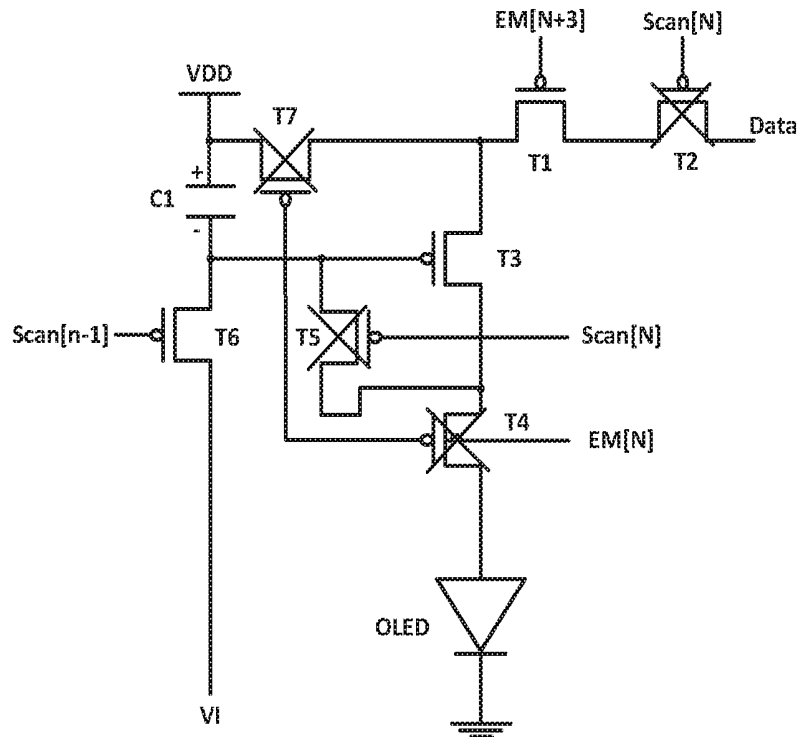 EM[N+3]
Scan[N]
VDD
T7
Data
T1
T2
+
C1
-
T3
Scan[n-1]
T6
T5
Scan[N]
T4
EM[N]
OLED
VI